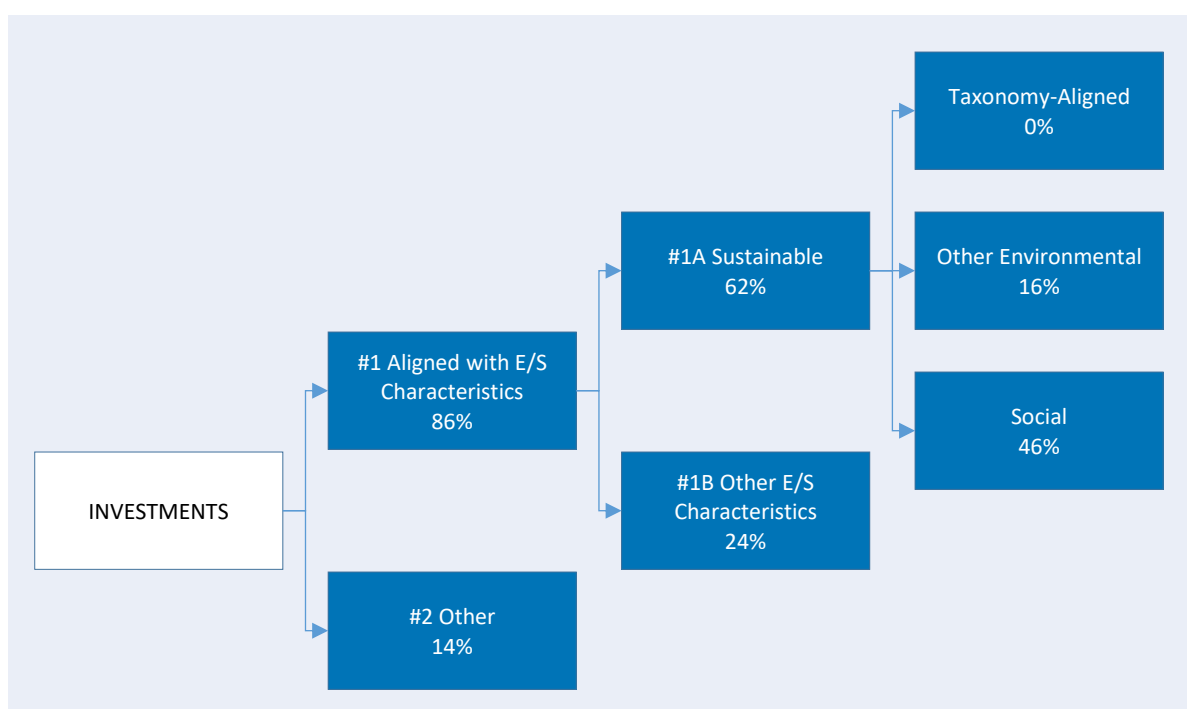 INVESTMENTS
#1 Aligned with E/S
Characteristics
86%
#2 Other
14%
#1A Sustainable
62%
#1B Other E/S
Characteristics
24%
Taxonomy-Aligned
0%
Other Environmental
16%
Social
46%